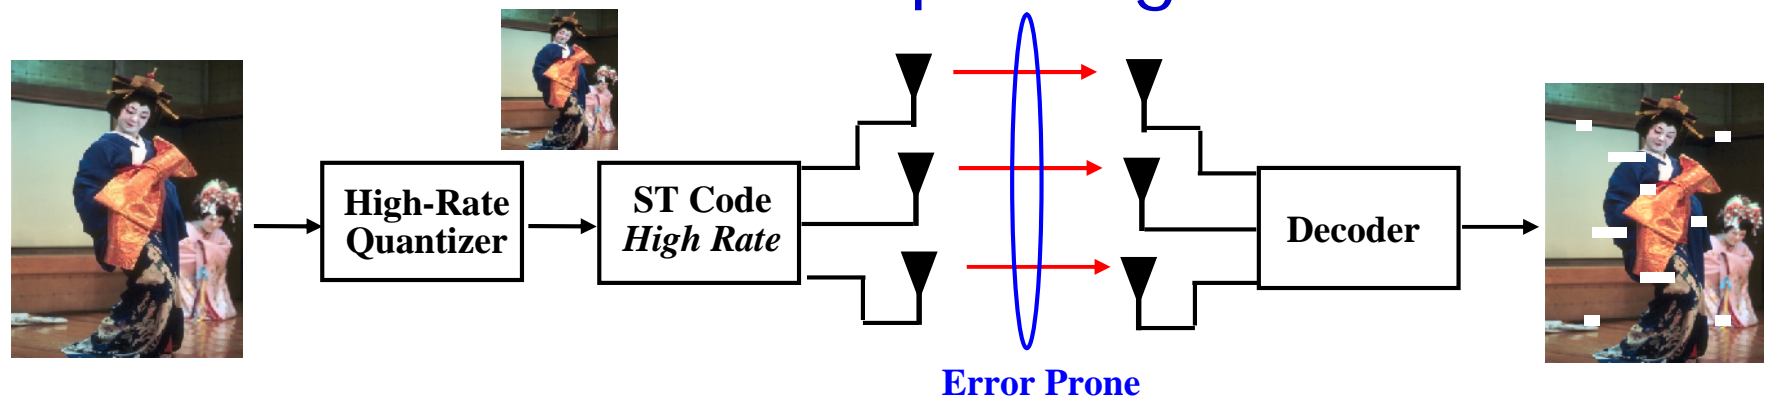 High-Rate
Quantizer
ST Code
High Rate
Decoder
Error Prone